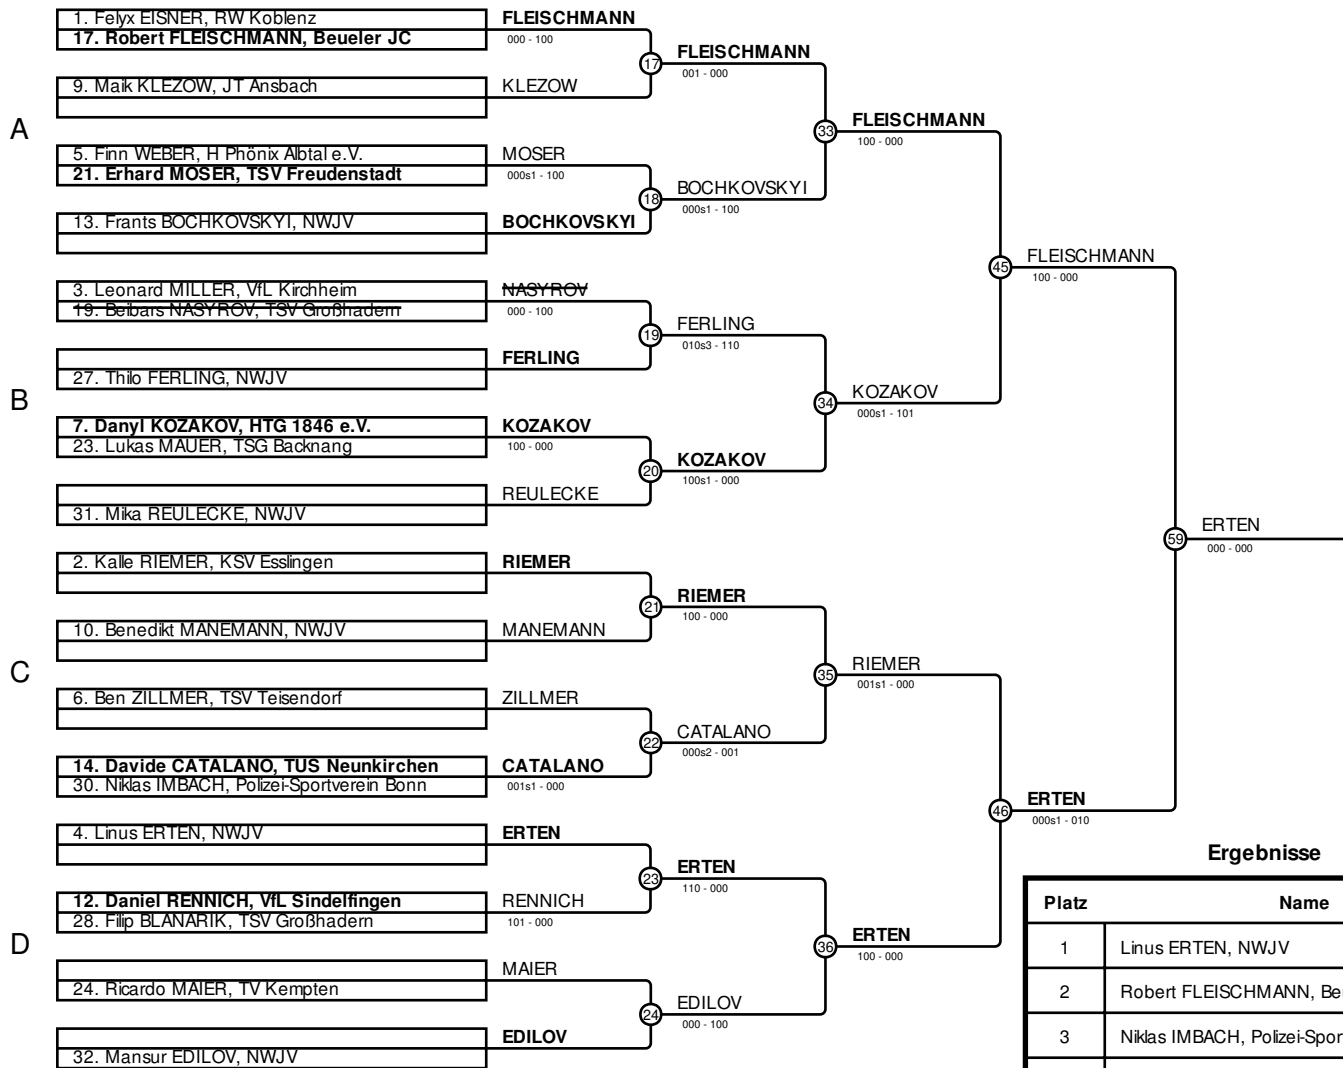 1. Felyx EISNER, RW Koblenz
17. Robert FLEISCHMANN, Beueler JC
FLEISCHMANN
000 - 100
17
FLEISCHMANN
001 - 000
9. Maik KLEZOW, JT Ansbach
KLEZOW
A
33
FLEISCHMANN
100 - 000
5. Finn WEBER, H Phönix Albtal e.V.
21. Erhard MOSER, TSV Freudenstadt
MOSER
000s1 - 100
18
BOCHKOVSKYI
000s1 - 100
13. Frants BOCHKOVSKYI, NWJV
BOCHKOVSKYI
45
FLEISCHMANN
100 - 000
3. Leonard MILLER, VfL Kirchheim
19. Beibars NASYROV, TSV Großhadern
NASYROV
000 - 100
19
FERLING
010s3 - 110
FERLING
27. Thilo FERLING, NWJV
B
34
KOZAKOV
000s1 - 101
7. Danyl KOZAKOV, HTG 1846 e.V.
23. Lukas MAUER, TSG Backnang
KOZAKOV
100 - 000
20
KOZAKOV
100s1 - 000
REULECKE
31. Mika REULECKE, NWJV
59
ERTEN
000 - 000
2. Kalle RIEMER, KSV Esslingen
RIEMER
21
RIEMER
100 - 000
10. Benedikt MANEMANN, NWJV
MANEMANN
C
35
RIEMER
001s1 - 000
6. Ben ZILLMER, TSV Teisendorf
ZILLMER
22
CATALANO
000s2 - 001
14. Davide CATALANO, TUS Neunkirchen
30. Niklas IMBACH, Polizei-Sportverein Bonn
CATALANO
001s1 - 000
46
ERTEN
000s1 - 010
4. Linus ERTEN, NWJV
ERTEN
23
ERTEN
110 - 000
12. Daniel RENNICH, VfL Sindelfingen
28. Filip BLANARIK, TSV Großhadern
RENNICH
101 - 000
D
36
ERTEN
100 - 000
MAIER
24. Ricardo MAIER, TV Kempten
24
EDILOV
000 - 100
EDILOV
32. Mansur EDILOV, NWJV
Ergebnisse
Platz Name
1 Linus ERTEN, NWJV
2 Robert FLEISCHMANN, Be
3 Niklas IMBACH, Polizei-Spor